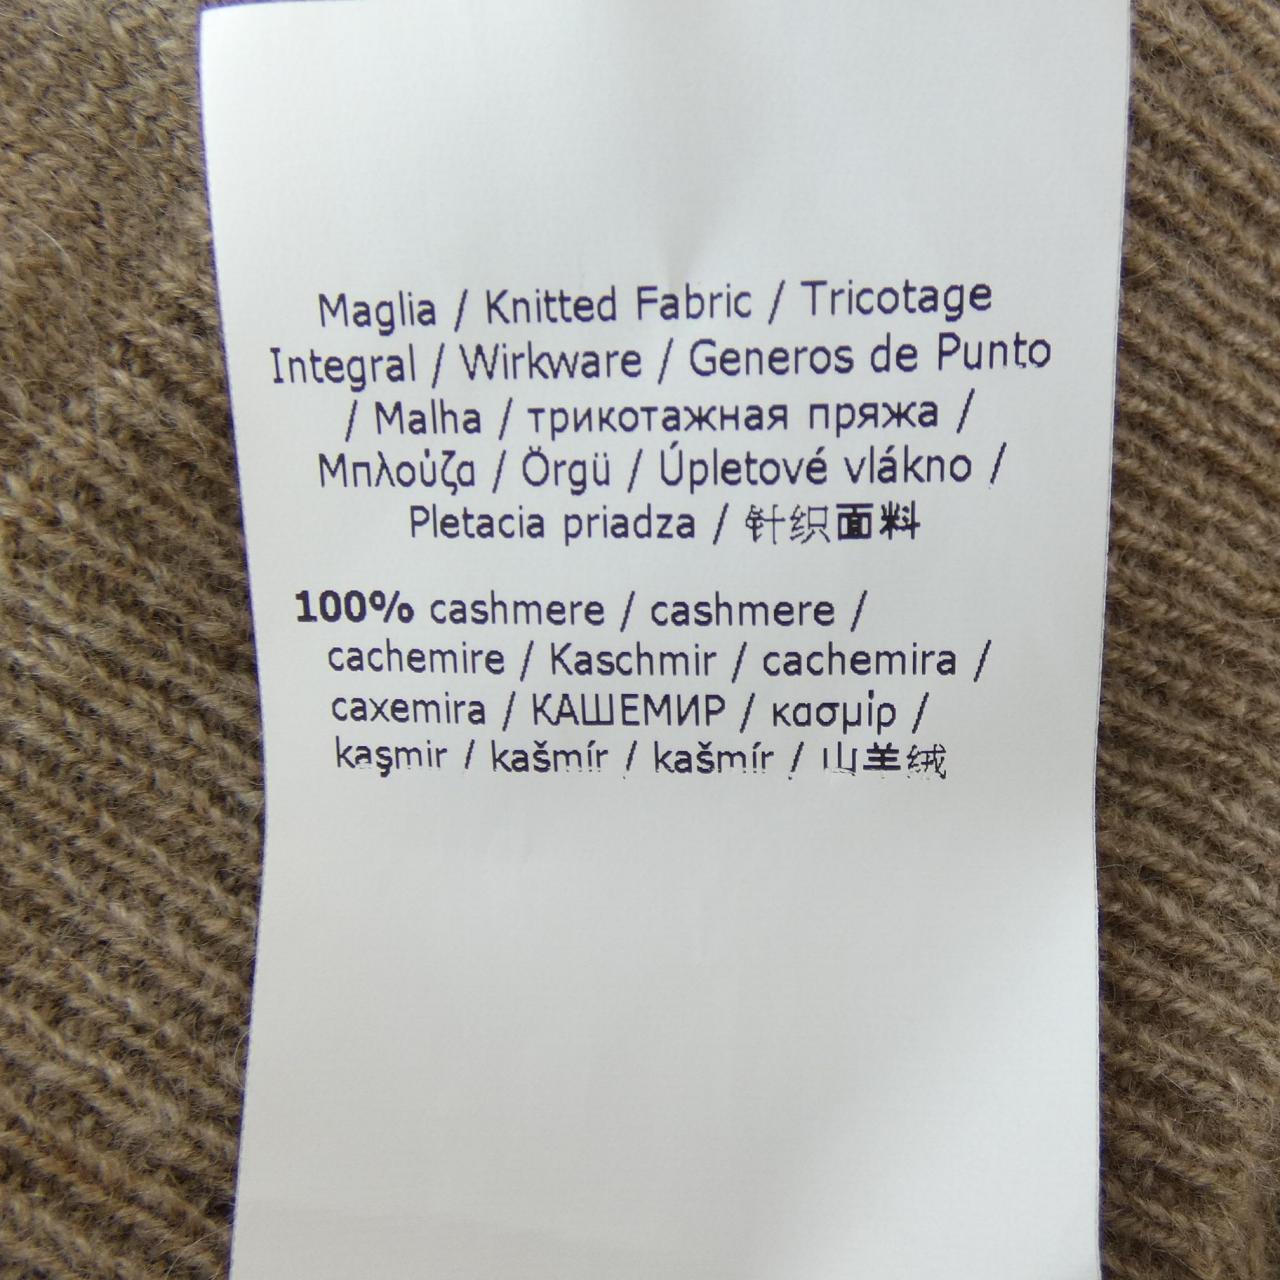 Maglia / Knitted Fabric / Tricotage
Integral / Wirkware / Generos de Punto
/ Malha / трикотажная пряжа /
Μπλούζα / Örgü / Úpletové vlákno /
Pletacia priadza / 针织面料
100% cashmere / cashmere /
cachemire / Kaschmir / cachemira /
caxemira / КАШЕМИР / κασμίρ /
kaşmir / kašmír / kašmír / 山羊绒